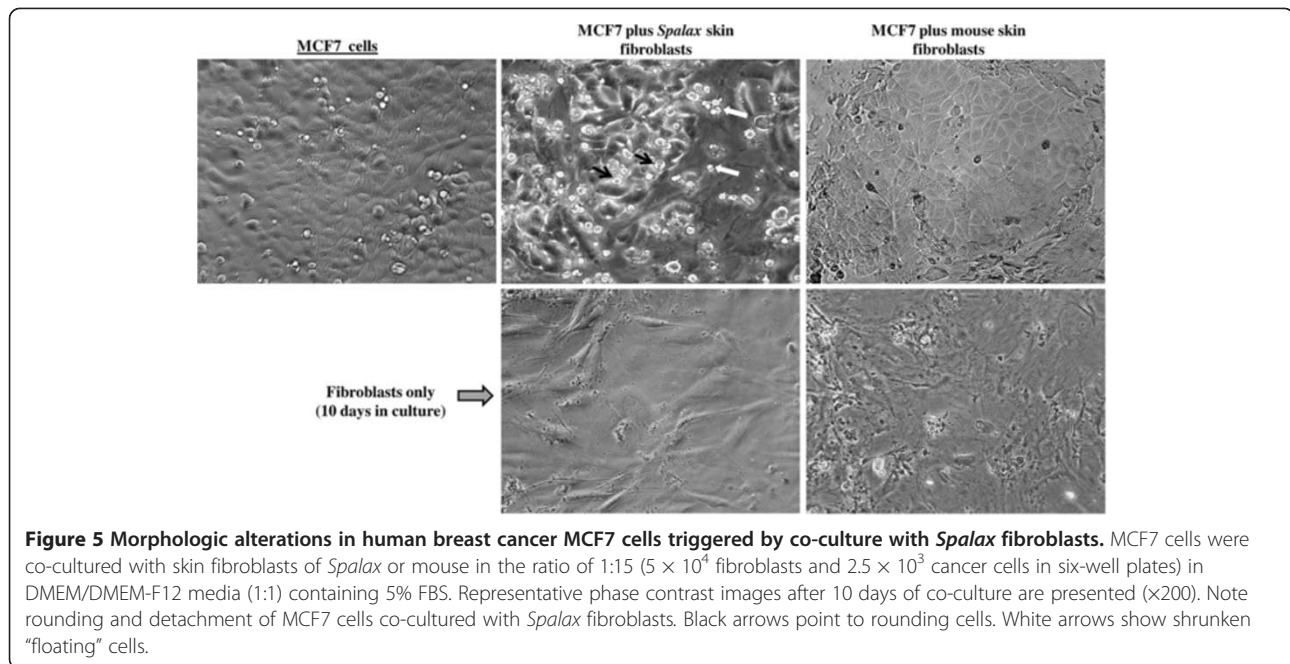 MCF7 cells
MCF7 plus Spalax skin
fibroblasts
MCF7 plus mouse skin
fibroblasts
Fibroblasts only
(10 days in culture)
Figure 5 Morphologic alterations in human breast cancer MCF7 cells triggered by co-culture with Spalax fibroblasts. MCF7 cells were
co-cultured with skin fibroblasts of Spalax or mouse in the ratio of 1:15 (5 × 10⁴ fibroblasts and 2.5 × 10³ cancer cells in six-well plates) in
DMEM/DMEM-F12 media (1:1) containing 5% FBS. Representative phase contrast images after 10 days of co-culture are presented (×200). Note
rounding and detachment of MCF7 cells co-cultured with Spalax fibroblasts. Black arrows point to rounding cells. White arrows show shrunken
“floating” cells.